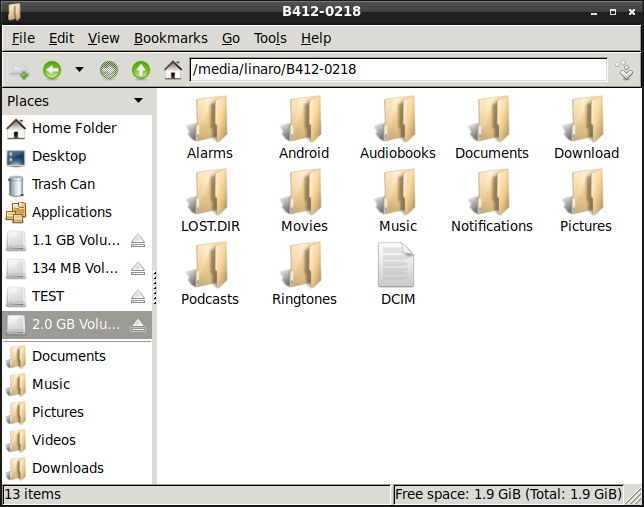 B412-0218
File Edit View Bookmarks Go Tools Help
/media/linaro/B412-0218
Places
Home Folder
Desktop
Trash Can
Applications
1.1 GB Volu...
134 MB Vol...
TEST
2.0 GB Volu...
Documents
Music
Pictures
Videos
Downloads
Alarms Android Audiobooks Documents Download
LOST.DIR Movies Music Notifications Pictures
Podcasts Ringtones DCIM
13 items
Free space: 1.9 GiB (Total: 1.9 GiB)